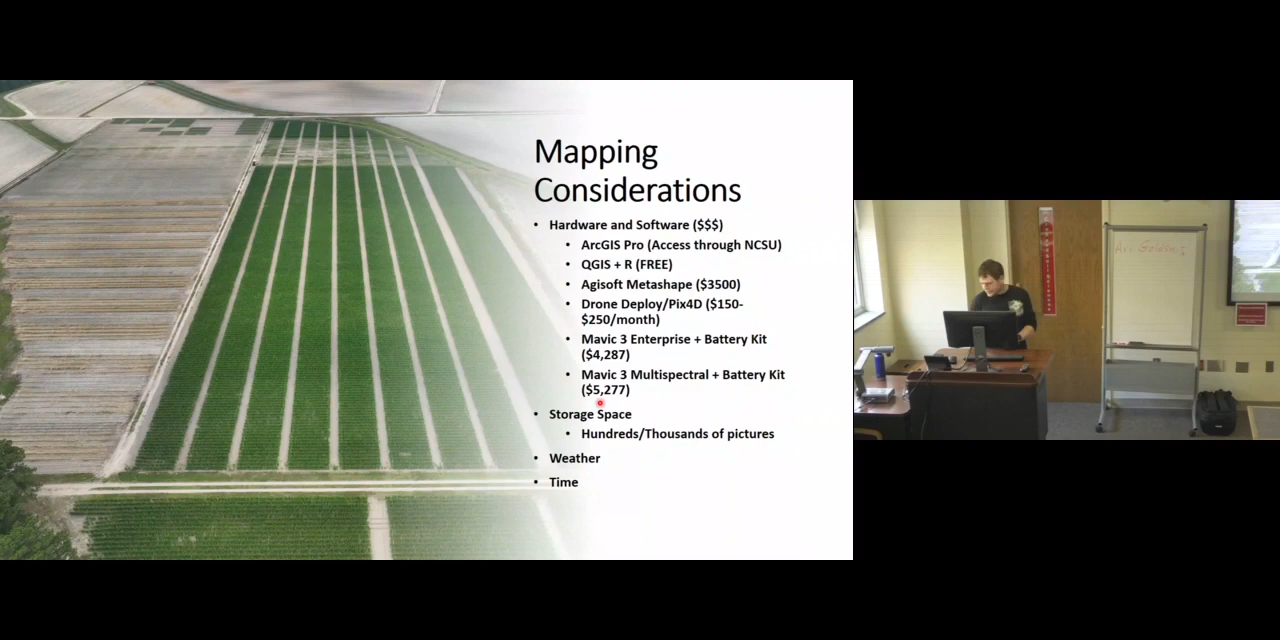 Mapping
Considerations
• Hardware and Software ($$$)
• ArcGIS Pro (Access through NCSU)
• QGIS + R (FREE)
• Agisoft Metashape ($3500)
• Drone Deploy/Pix4D ($150-
$250/month)
• Mavic 3 Enterprise + Battery Kit
($4,287)
• Mavic 3 Multispectral + Battery Kit
($5,277)
• Storage Space
• Hundreds/Thousands of pictures
• Weather
• Time